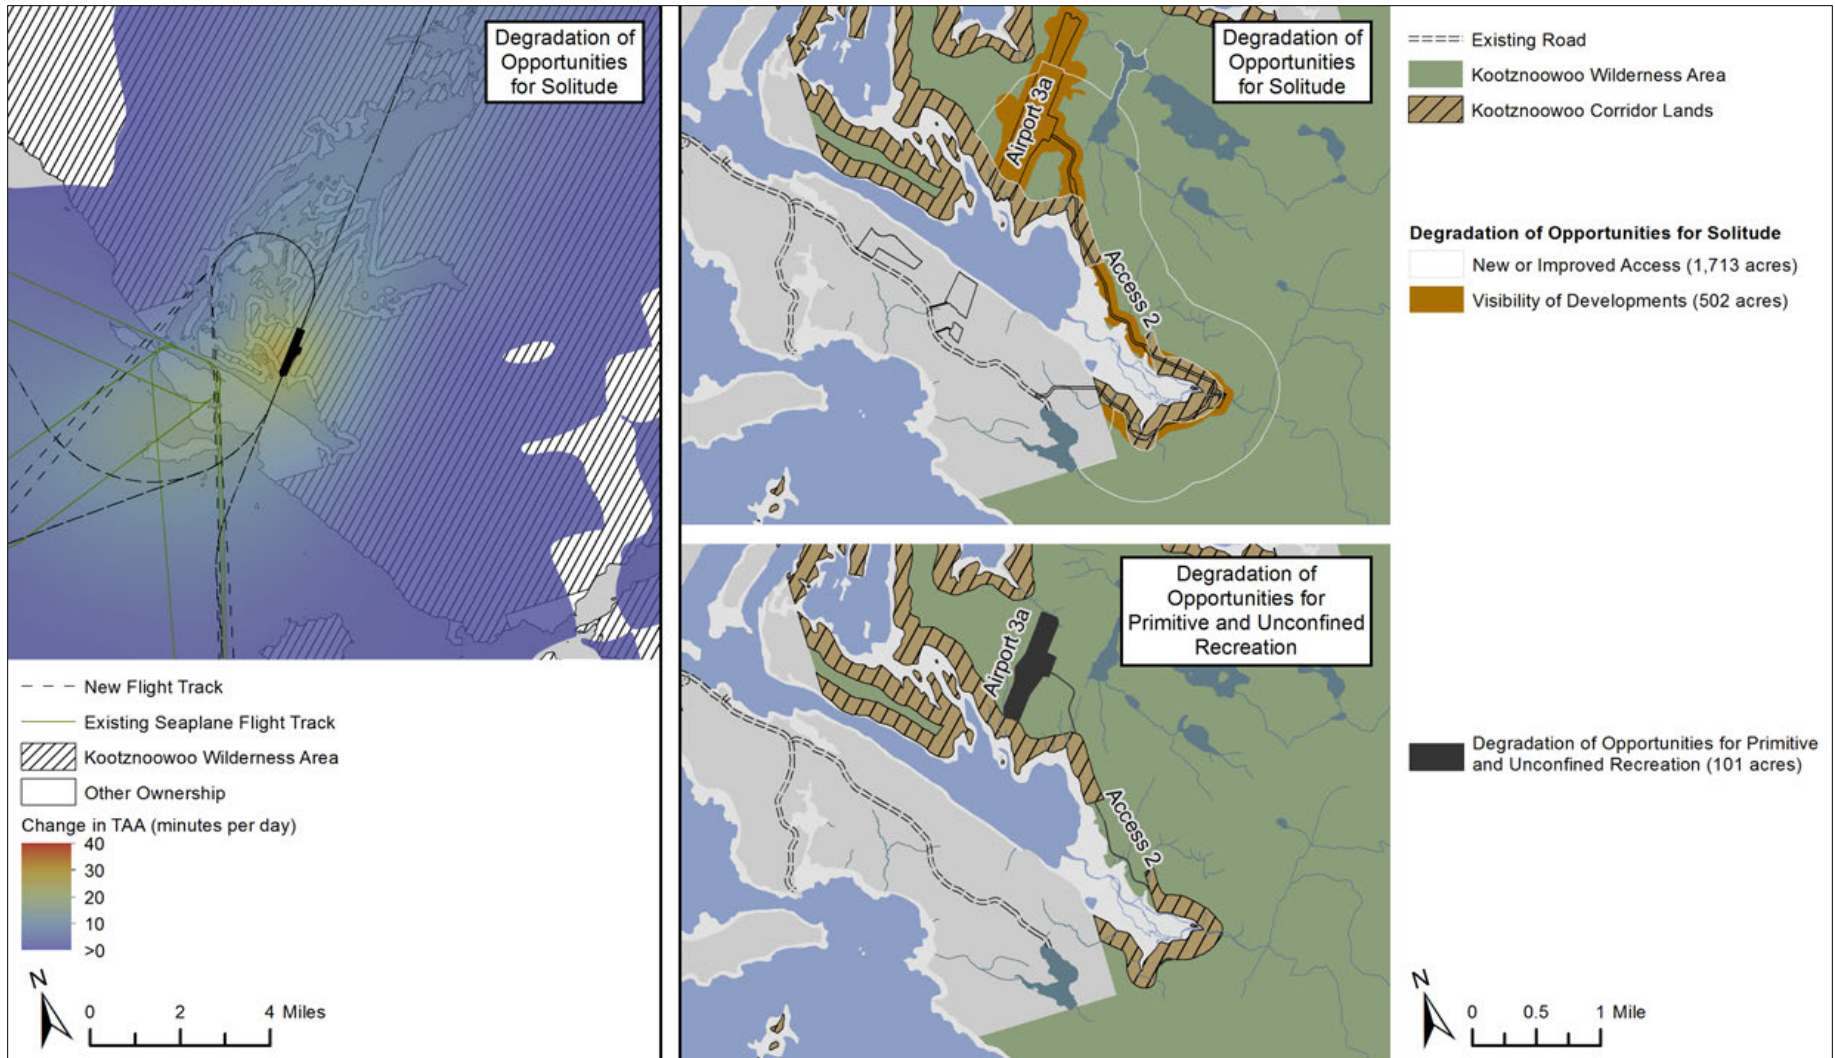 Degradation of
Opportunities
for Solitude
New Flight Track
Existing Seaplane Flight Track
Kootznoowoo Wilderness Area
Other Ownership
Change in TAA (minutes per day)
40
30
20
10
>0
N
0 2 4 Miles
Degradation of
Opportunities
for Solitude
Airport 3a
Access 2
Degradation of
Opportunities for
Primitive and Unconfined
Recreation
Airport 3a
Access 2
Existing Road
Kootznoowoo Wilderness Area
Kootznoowoo Corridor Lands
Degradation of Opportunities for Solitude
New or Improved Access (1,713 acres)
Visibility of Developments (502 acres)
Degradation of Opportunities for Primitive
and Unconfined Recreation (101 acres)
N
0 0.5 1 Mile